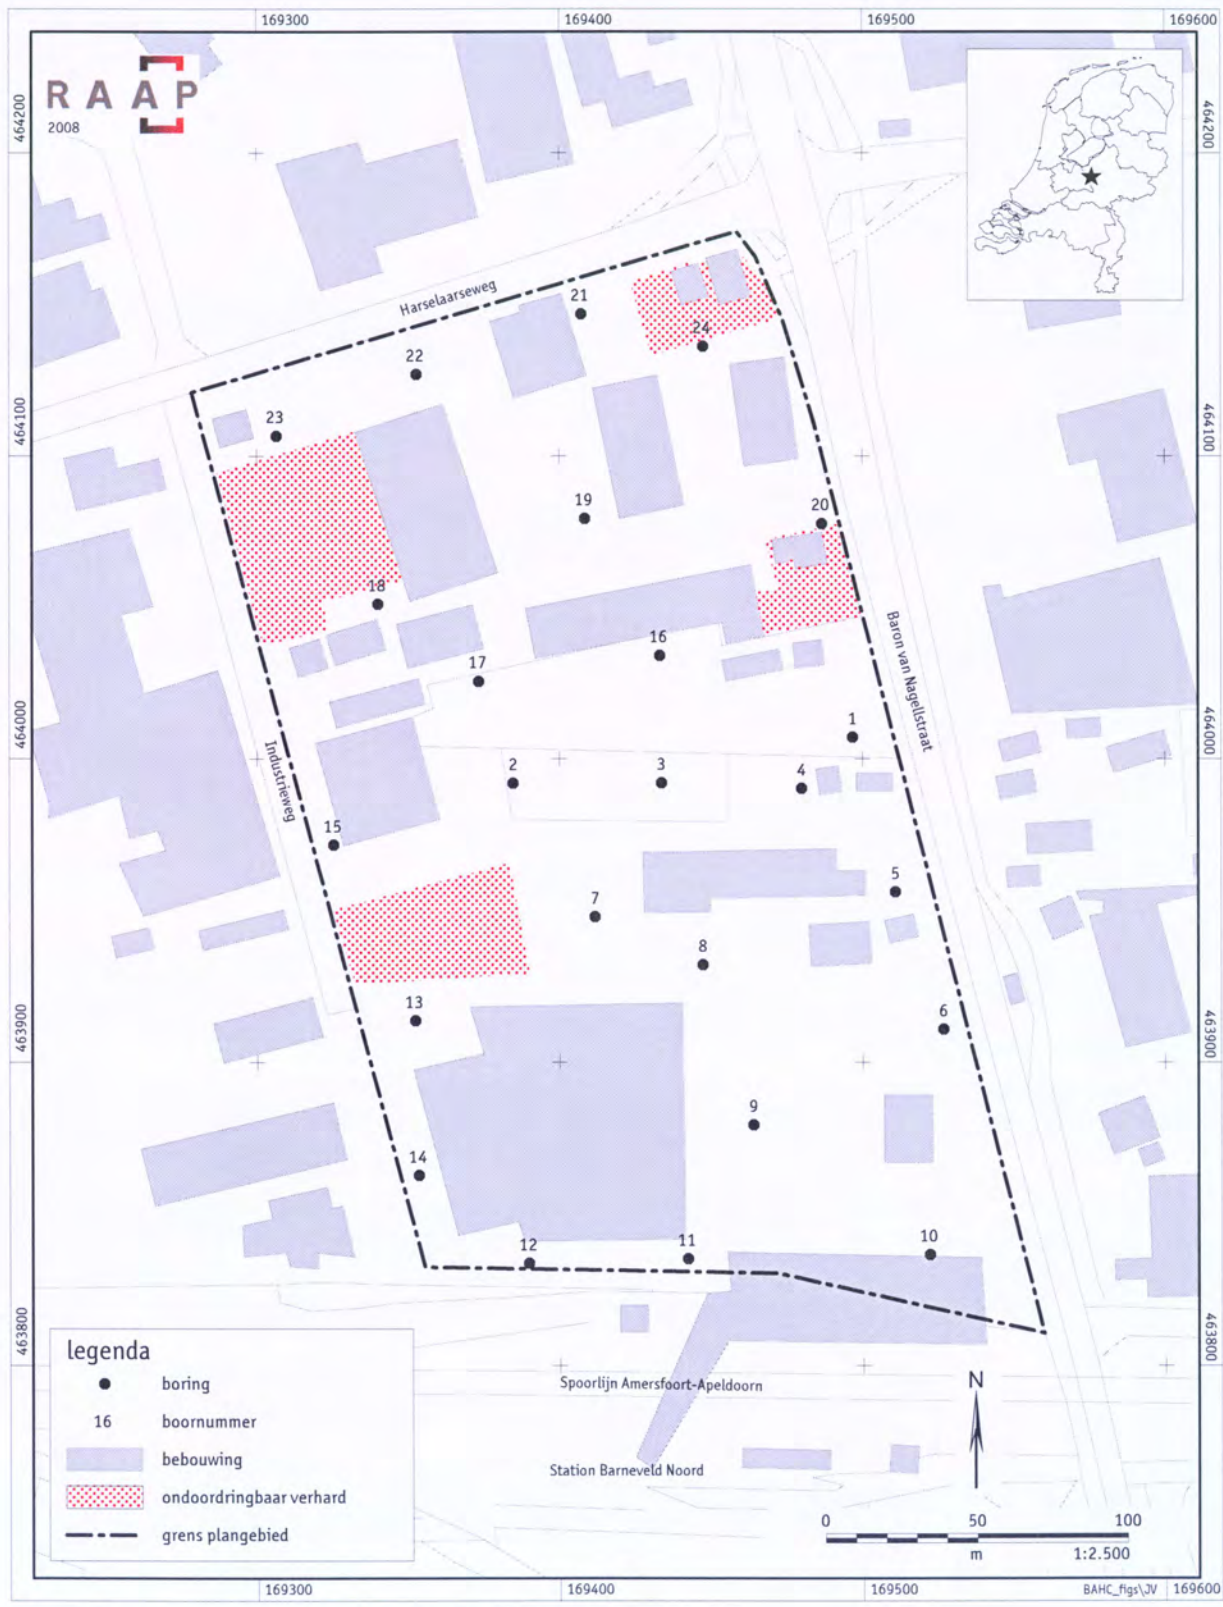 169300
169400
169500
169600
RAAP
2008
464200
464200
Harselaarseweg
21
24
22
23
464100
464100
19
20
18
16
17
Baron van Nagellstraat
1
464000
464000
Industrieweg
2
3
4
15
5
7
8
13
6
463900
463900
9
14
10
11
12
463800
463800
legenda
boring
16 boornummer
bebouwing
ondoordringbaar verhard
grens plangebied
Spoorlijn Amersfoort-Apeldoorn
N
Station Barneveld Noord
0 50 100
m 1:2.500
169300
169400
169500
BAHC_figs\JV
169600